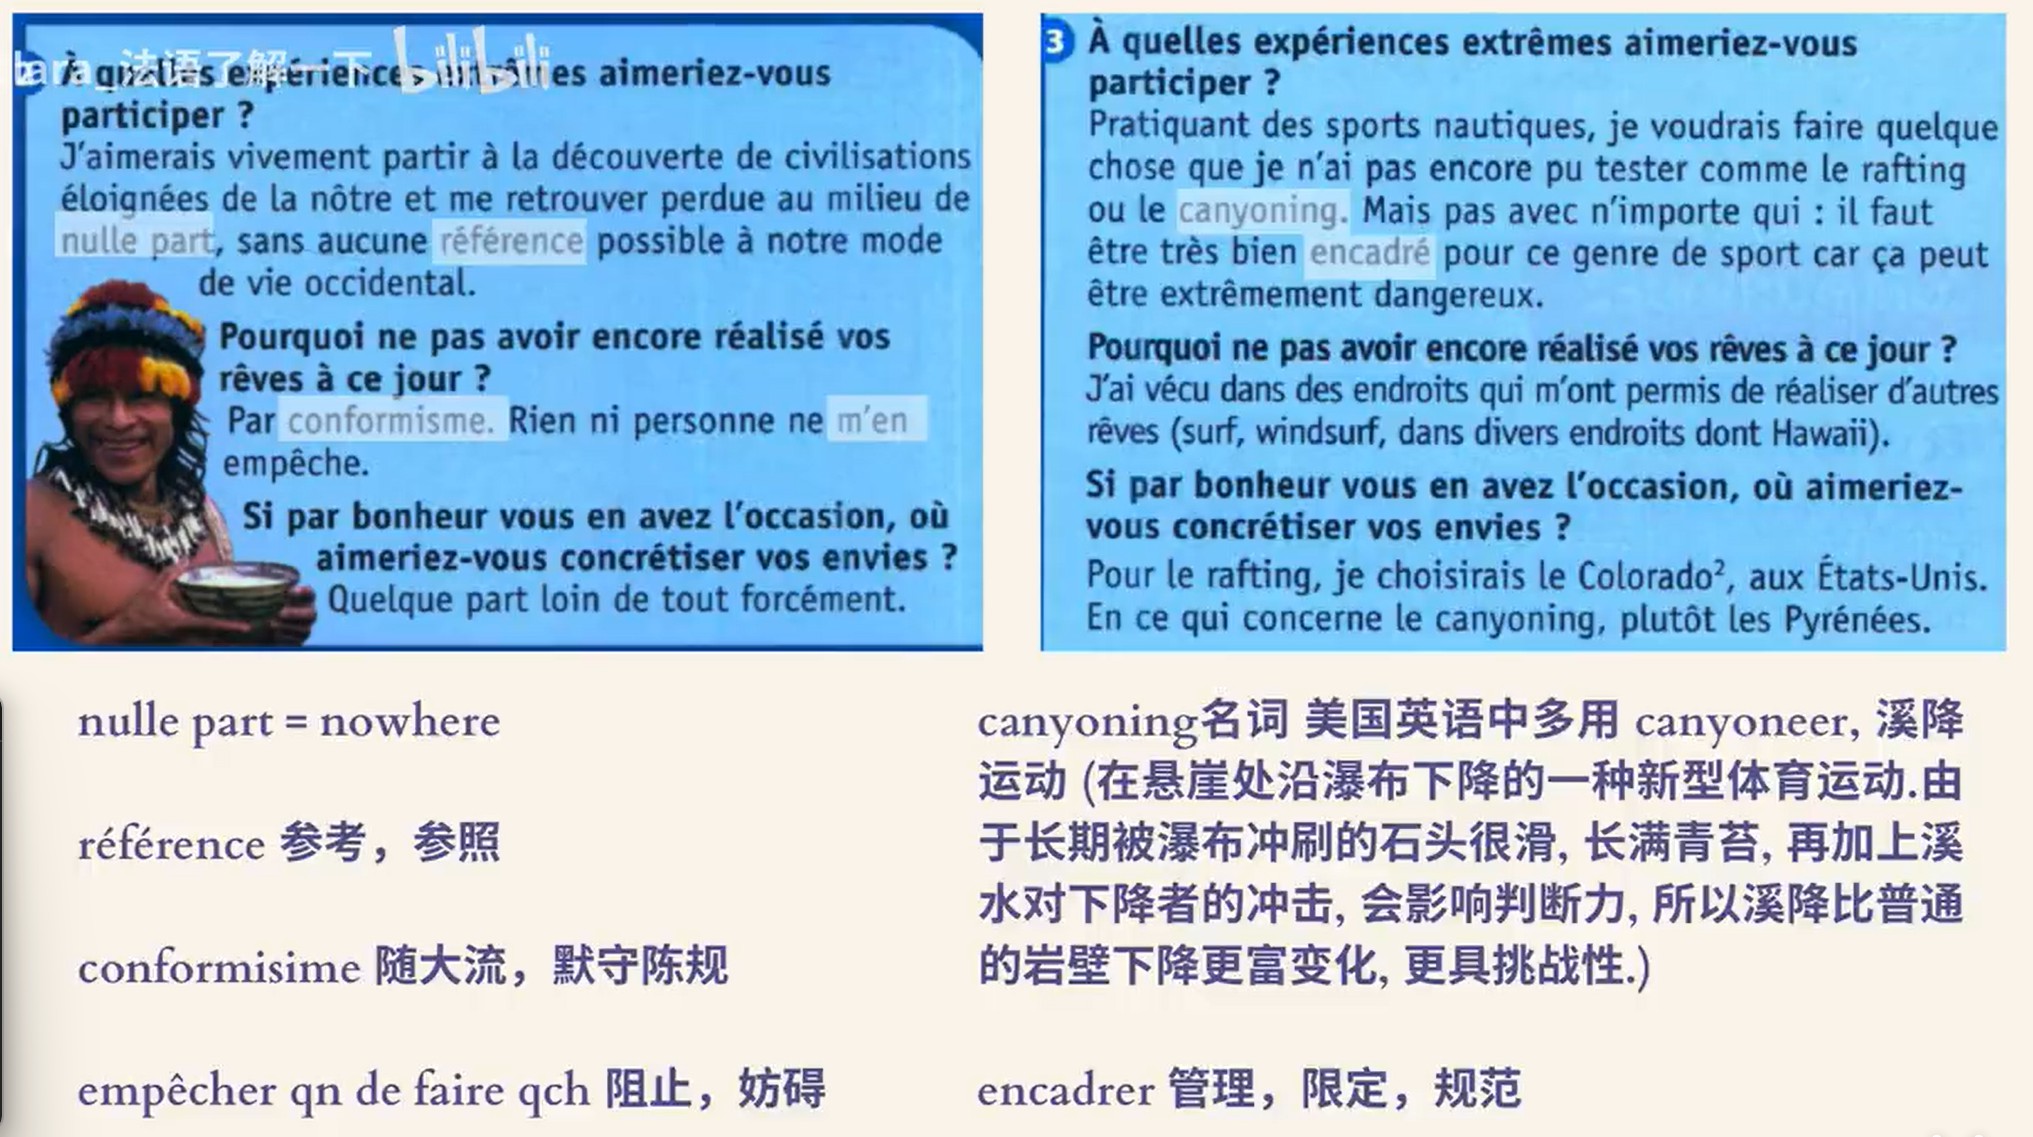 bara_法语了解一下 bilibili
À quelles expériences extrêmes aimeriez-vous
participer ?
J'aimerais vivement partir à la découverte de civilisations
éloignées de la nôtre et me retrouver perdue au milieu de
nulle part, sans aucune référence possible à notre mode
de vie occidental.
Pourquoi ne pas avoir encore réalisé vos
rêves à ce jour ?
Par conformisme. Rien ni personne ne m'en
empêche.
Si par bonheur vous en avez l'occasion, où
aimeriez-vous concrétiser vos envies ?
Quelque part loin de tout forcément.
3 À quelles expériences extrêmes aimeriez-vous
participer ?
Pratiquant des sports nautiques, je voudrais faire quelque
chose que je n'ai pas encore pu tester comme le rafting
ou le canyoning. Mais pas avec n'importe qui : il faut
être très bien encadré pour ce genre de sport car ça peut
être extrêmement dangereux.
Pourquoi ne pas avoir encore réalisé vos rêves à ce jour ?
J'ai vécu dans des endroits qui m'ont permis de réaliser d'autres
rêves (surf, windsurf, dans divers endroits dont Hawaii).
Si par bonheur vous en avez l'occasion, où aimeriez-
vous concrétiser vos envies ?
Pour le rafting, je choisirais le Colorado², aux États-Unis.
En ce qui concerne le canyoning, plutôt les Pyrénées.
nulle part = nowhere
référence 参考，参照
conformisime 随大流，默守陈规
empêcher qn de faire qch 阻止，妨碍
canyoning名词 美国英语中多用 canyoneer, 溪降
运动 (在悬崖处沿瀑布下降的一种新型体育运动.由
于长期被瀑布冲刷的石头很滑, 长满青苔, 再加上溪
水对下降者的冲击, 会影响判断力, 所以溪降比普通
的岩壁下降更富变化, 更具挑战性.)
encadrer 管理，限定，规范